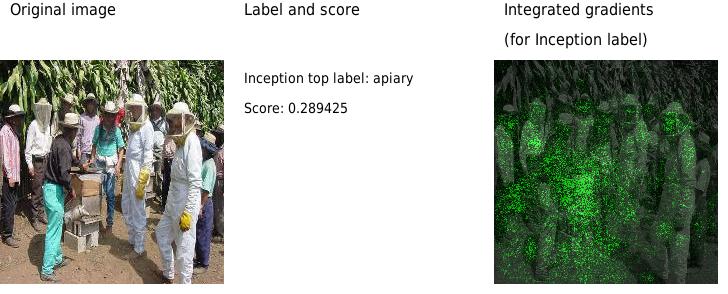 Original image
Label and score
Integrated gradients
(for Inception label)
Inception top label: apiary
Score: 0.289425